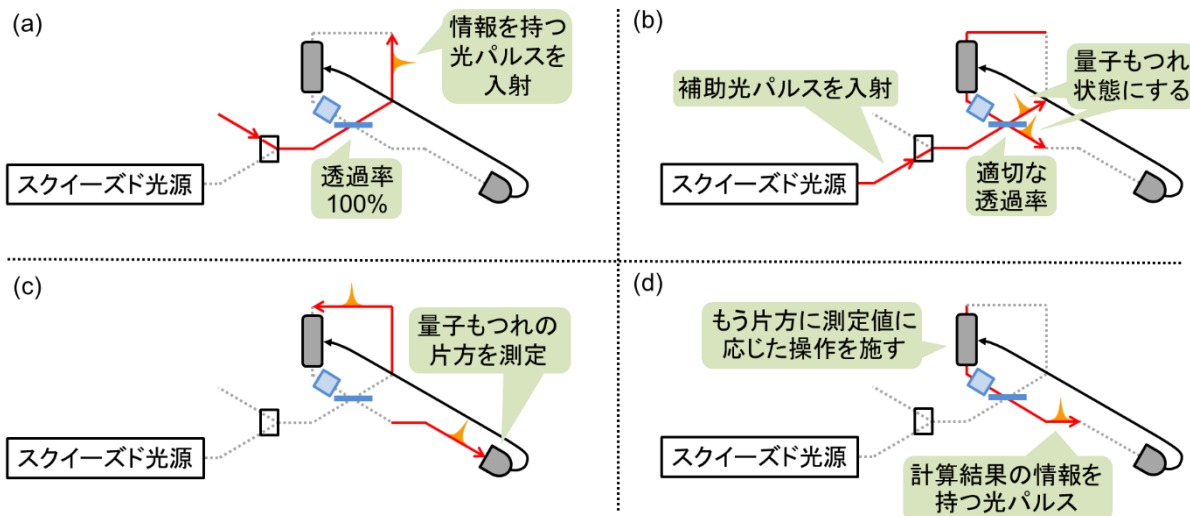 (a)
情報を持つ
光パルスを
入射
スクイーズド光源
透過率
100%
(b)
補助光パルスを入射
量子もつれ
状態にする
スクイーズド光源
適切な
透過率
(c)
量子もつれの
片方を測定
スクイーズド光源
(d)
もう片方に測定値に
応じた操作を施す
スクイーズド光源
計算結果の情報を
持つ光パルス